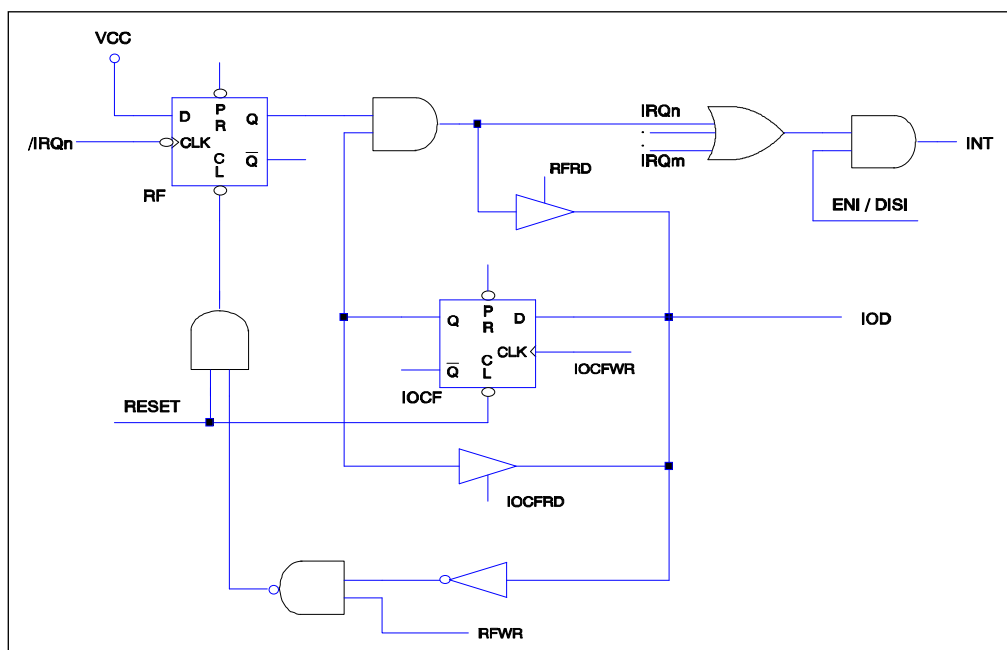 VCC
D
P
R
Q
/IRQn
CLK
C
L
Q
RF
IRQn
:
IRQm
INT
RFRD
ENI / DISI
Q
P
R
D
IOD
CLK
Q
C
L
IOCFWR
IOCF
RESET
IOCFRD
RFWR